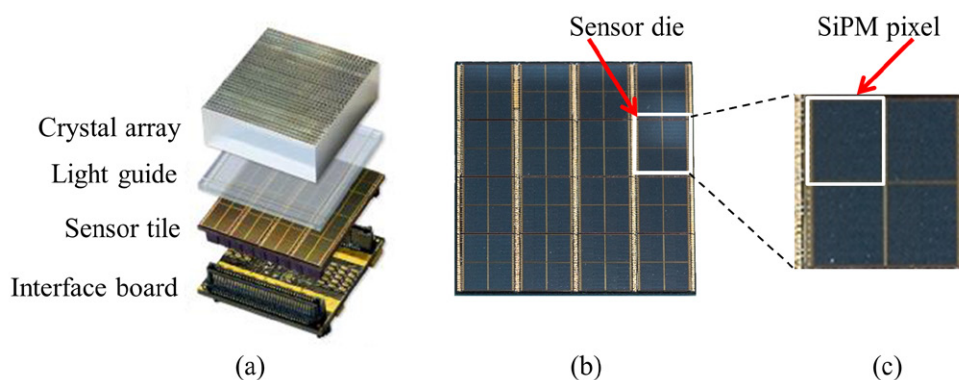 Sensor die
SiPM pixel
Crystal array
Light guide
Sensor tile
Interface board
(a)
(b)
(c)